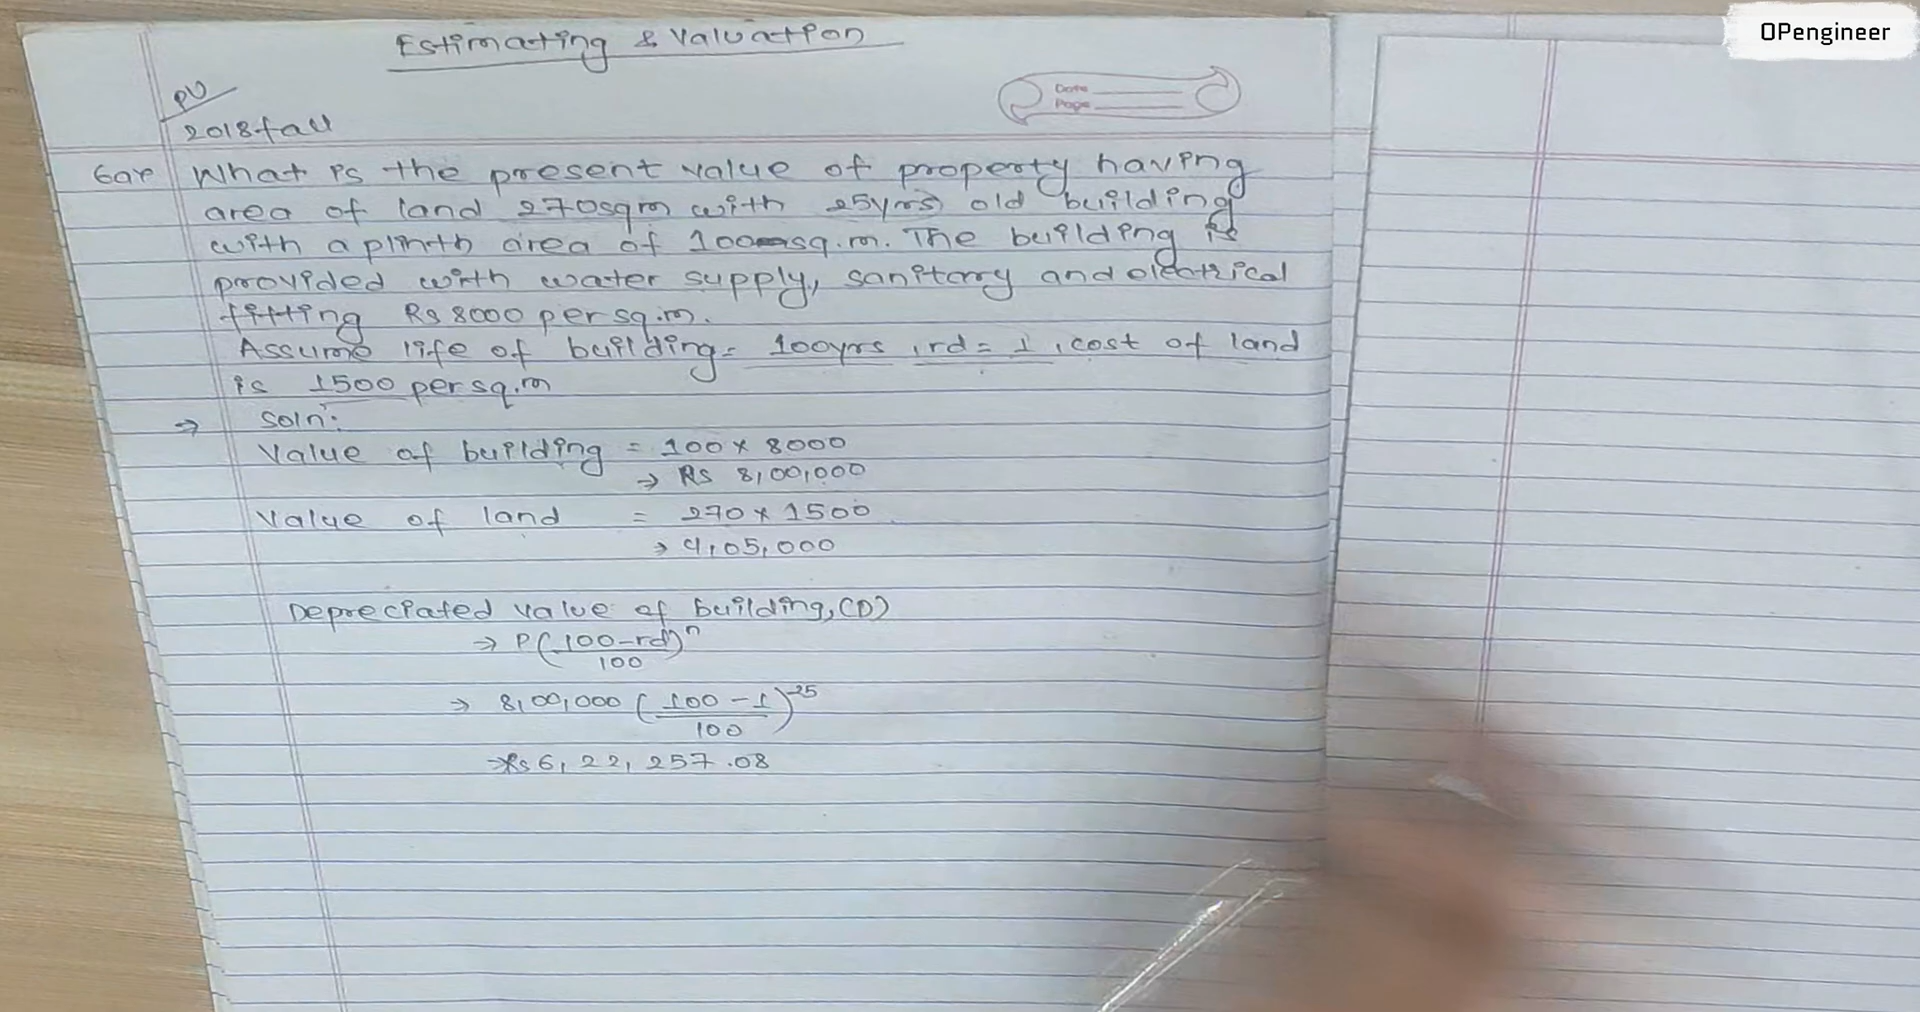 OPengineer
Estimating & Valuation
PU
2018 fall
Date
Page
6a> What is the present value of property having
area of land 270sqm with 25yrs old building
with a plinth area of 100sq.m. The building is
provided with water supply, sanitary and electrical
fitting Rs 8000 per sq.m.
Assume life of building = 100yrs, rd = 1, cost of land
is 1500 per sq.m
⇒ Soln:
Value of building = 100 × 8000
⇒ Rs 8,00,000
Value of land = 270 × 1500
⇒ 4,05,000
Depreciated value of building, (D)
⇒ P(100-rd)^n
100
⇒ 8,00,000 (100 - 1)^25
100
⇒ Rs 6,22,257.08